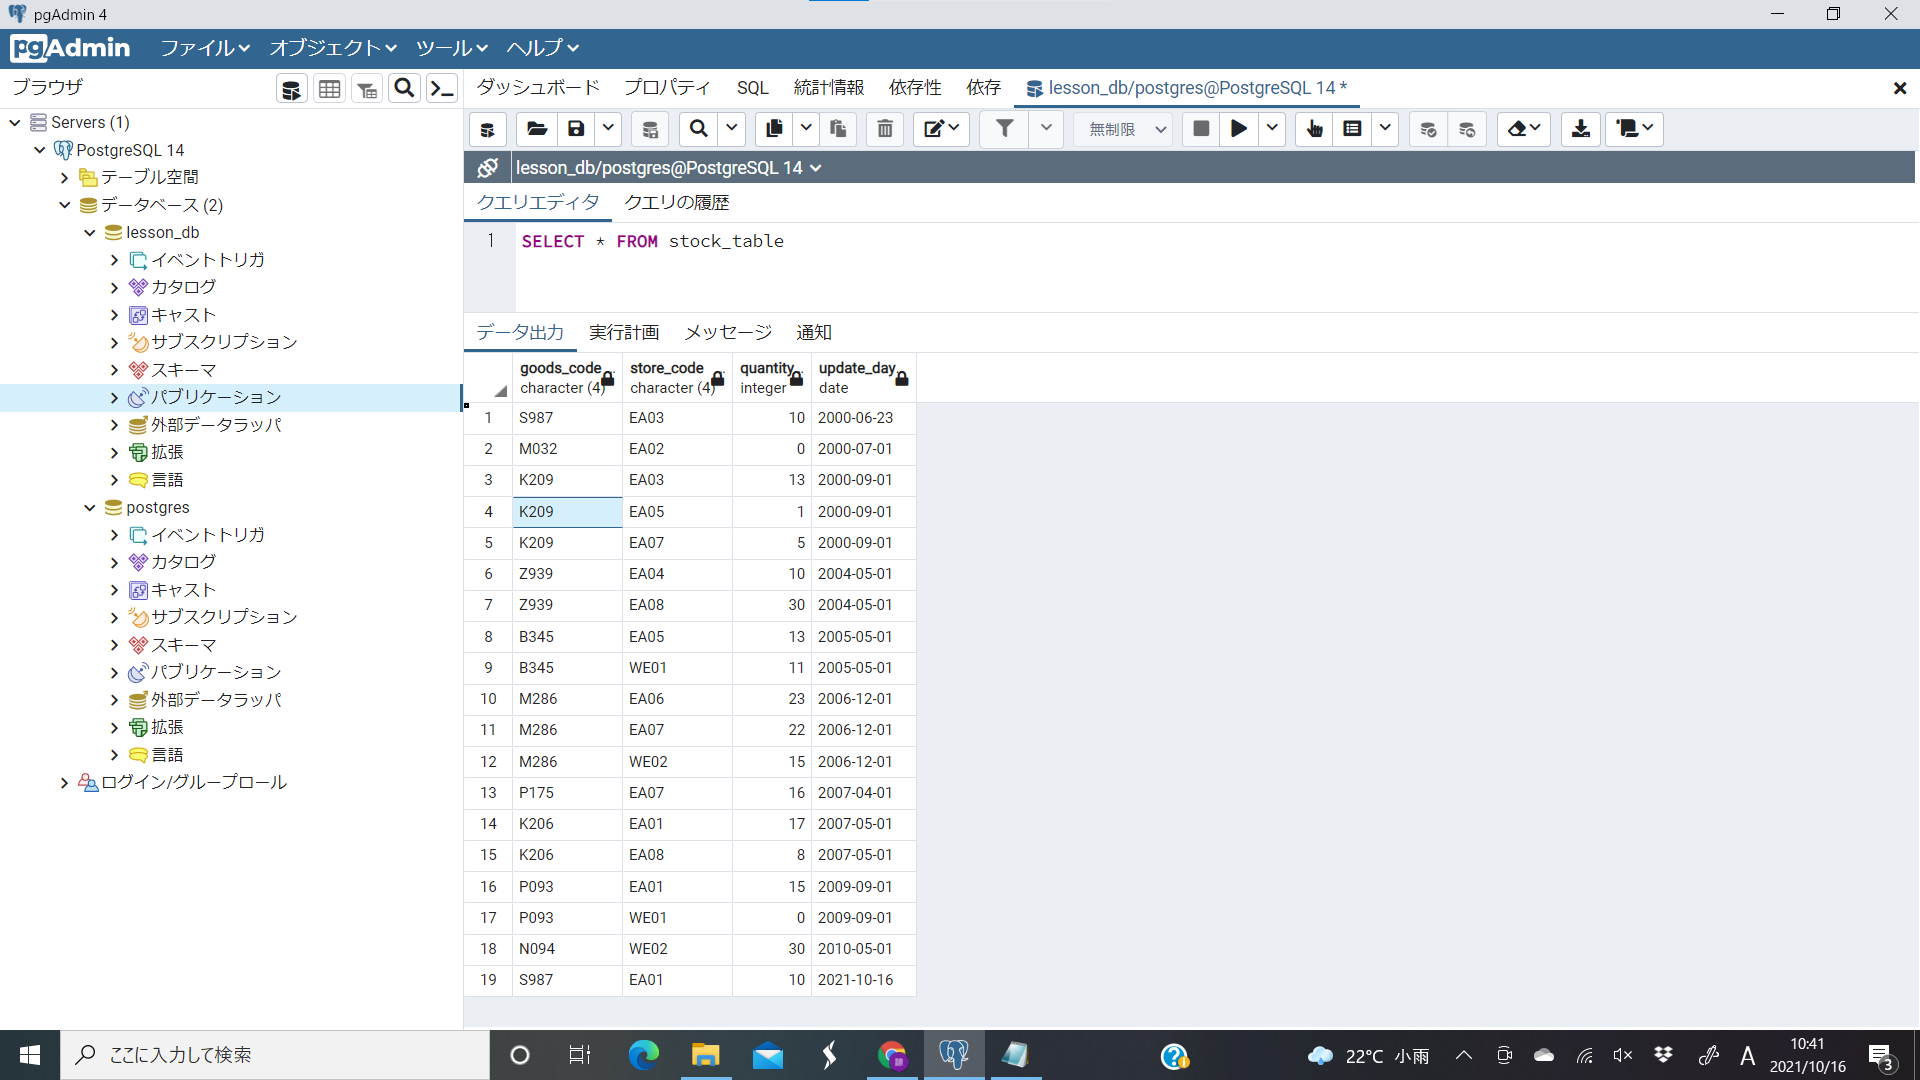 pgAdmin 4
pgAdmin ファイル オブジェクト ツール ヘルプ
ブラウザ
ダッシュボード プロパティ SQL 統計情報 依存性 依存 lesson_db/postgres@PostgreSQL 14 *
Servers (1)
PostgreSQL 14
テーブル空間
データベース (2)
lesson_db
イベントトリガ
カタログ
キャスト
サブスクリプション
スキーマ
パブリケーション
外部データラッパ
拡張
言語
postgres
イベントトリガ
カタログ
キャスト
サブスクリプション
スキーマ
パブリケーション
外部データラッパ
拡張
言語
ログイン/グループロール
無制限
lesson_db/postgres@PostgreSQL 14
クエリエディタ クエリの履歴
1 SELECT * FROM stock_table
データ出力 実行計画 メッセージ 通知
goods_code store_code quantity update_day
character (4) character (4) integer date
1 S987 EA03 10 2000-06-23
2 M032 EA02 0 2000-07-01
3 K209 EA03 13 2000-09-01
4 K209 EA05 1 2000-09-01
5 K209 EA07 5 2000-09-01
6 Z939 EA04 10 2004-05-01
7 Z939 EA08 30 2004-05-01
8 B345 EA05 13 2005-05-01
9 B345 WE01 11 2005-05-01
10 M286 EA06 23 2006-12-01
11 M286 EA07 22 2006-12-01
12 M286 WE02 15 2006-12-01
13 P175 EA07 16 2007-04-01
14 K206 EA01 17 2007-05-01
15 K206 EA08 8 2007-05-01
16 P093 EA01 15 2009-09-01
17 P093 WE01 0 2009-09-01
18 N094 WE02 30 2010-05-01
19 S987 EA01 10 2021-10-16
ここに入力して検索
22°C 小雨
A
10:41
2021/10/16
3